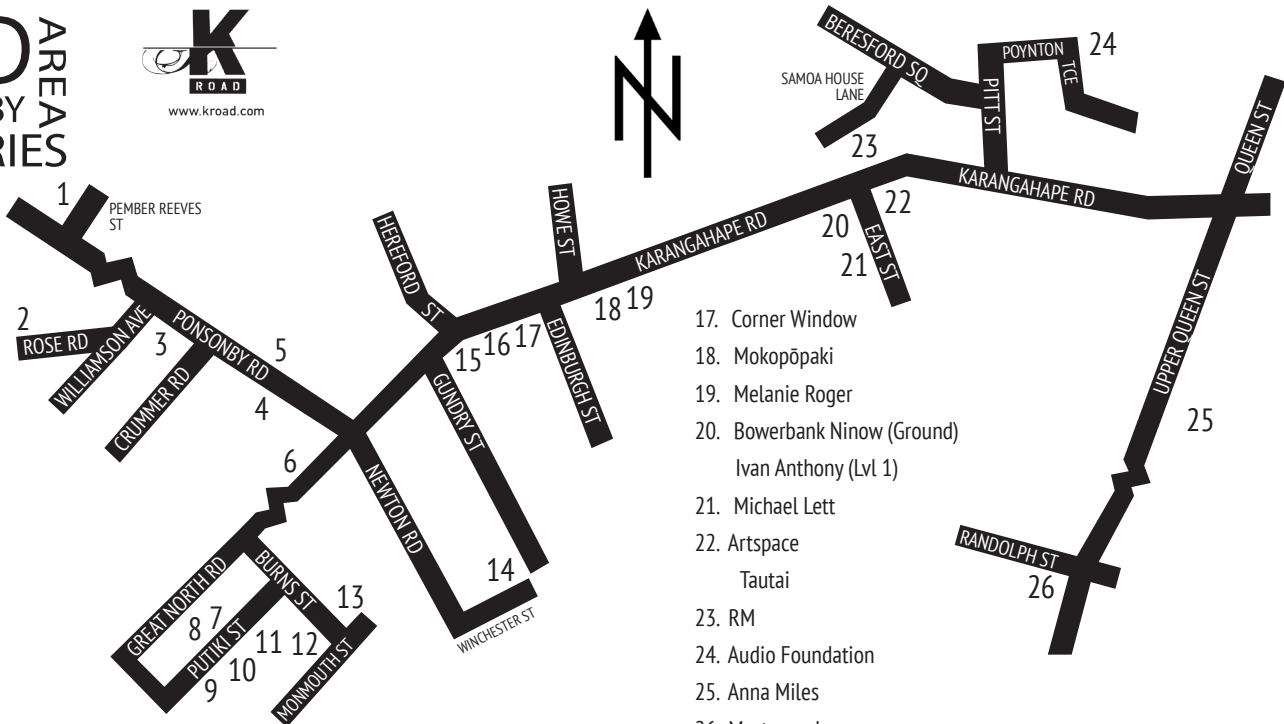 AREA
BY
RIES
K
ROAD
www.kroad.com
N
BERESFORD SQ
SAMOA HOUSE
LANE
POYNTON
TCE
24
PITT ST
QUEEN ST
23
KARANGAHAPE RD
1
PEMBER REEVES
ST
HOWE ST
HEREFORD ST
KARANGAHAPE RD
22
20
EAST ST
21
2
ROSE RD
WILLIAMSON AVE
3
PONSONBY RD
5
4
CRUMMER RD
18
19
17
16
15
EDINBURGH ST
GUNDRY ST
UPPER QUEEN ST
25
6
NEWTON RD
GREAT NORTH RD
BURNS ST
14
WINCHESTER ST
13
8
7
PUTIKI ST
11
12
10
9
MONMOUTH ST
RANDOLPH ST
26
17. Corner Window
18. Mokopōpaki
19. Melanie Roger
20. Bowerbank Ninow (Ground)
Ivan Anthony (Lvl 1)
21. Michael Lett
22. Artspace
Tautai
23. RM
24. Audio Foundation
25. Anna Miles